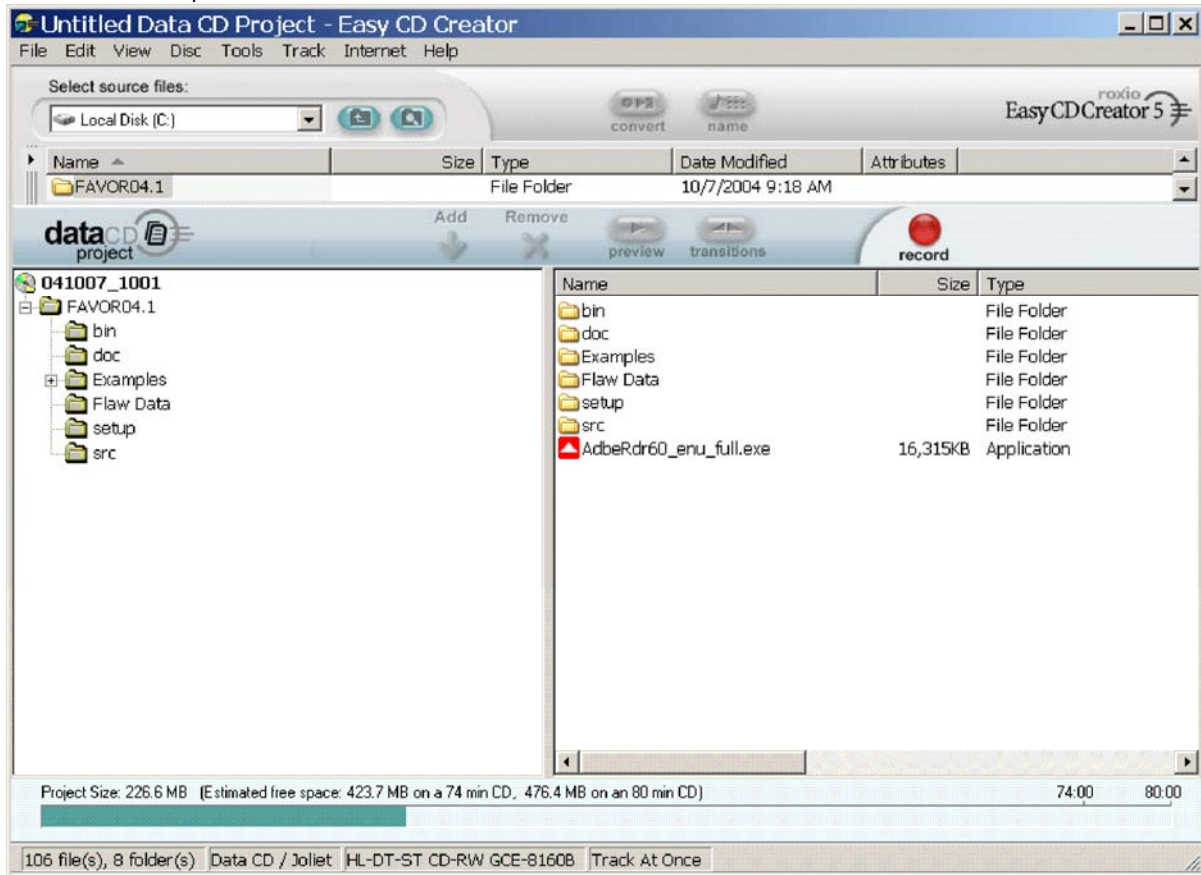 Untitled Data CD Project - Easy CD Creator
File Edit View Disc Tools Track Internet Help
Select source files:
Local Disk (C:)
convert
name
roxio
Easy CD Creator 5
Name Size Type Date Modified Attributes
FAVOR04.1 File Folder 10/7/2004 9:18 AM
dataCD project
Add Remove
preview
transitions
record
041007_1001
FAVOR04.1
bin
doc
Examples
Flaw Data
setup
src
Name Size Type
bin File Folder
doc File Folder
Examples File Folder
Flaw Data File Folder
setup File Folder
src File Folder
AdbeRdr60_enu_full.exe 16,315KB Application
Project Size: 226.6 MB (Estimated free space: 423.7 MB on a 74 min CD, 476.4 MB on an 80 min CD)
74:00 80:00
106 file(s), 8 folder(s) Data CD / Joliet HL-DT-ST CD-RW GCE-8160B Track At Once